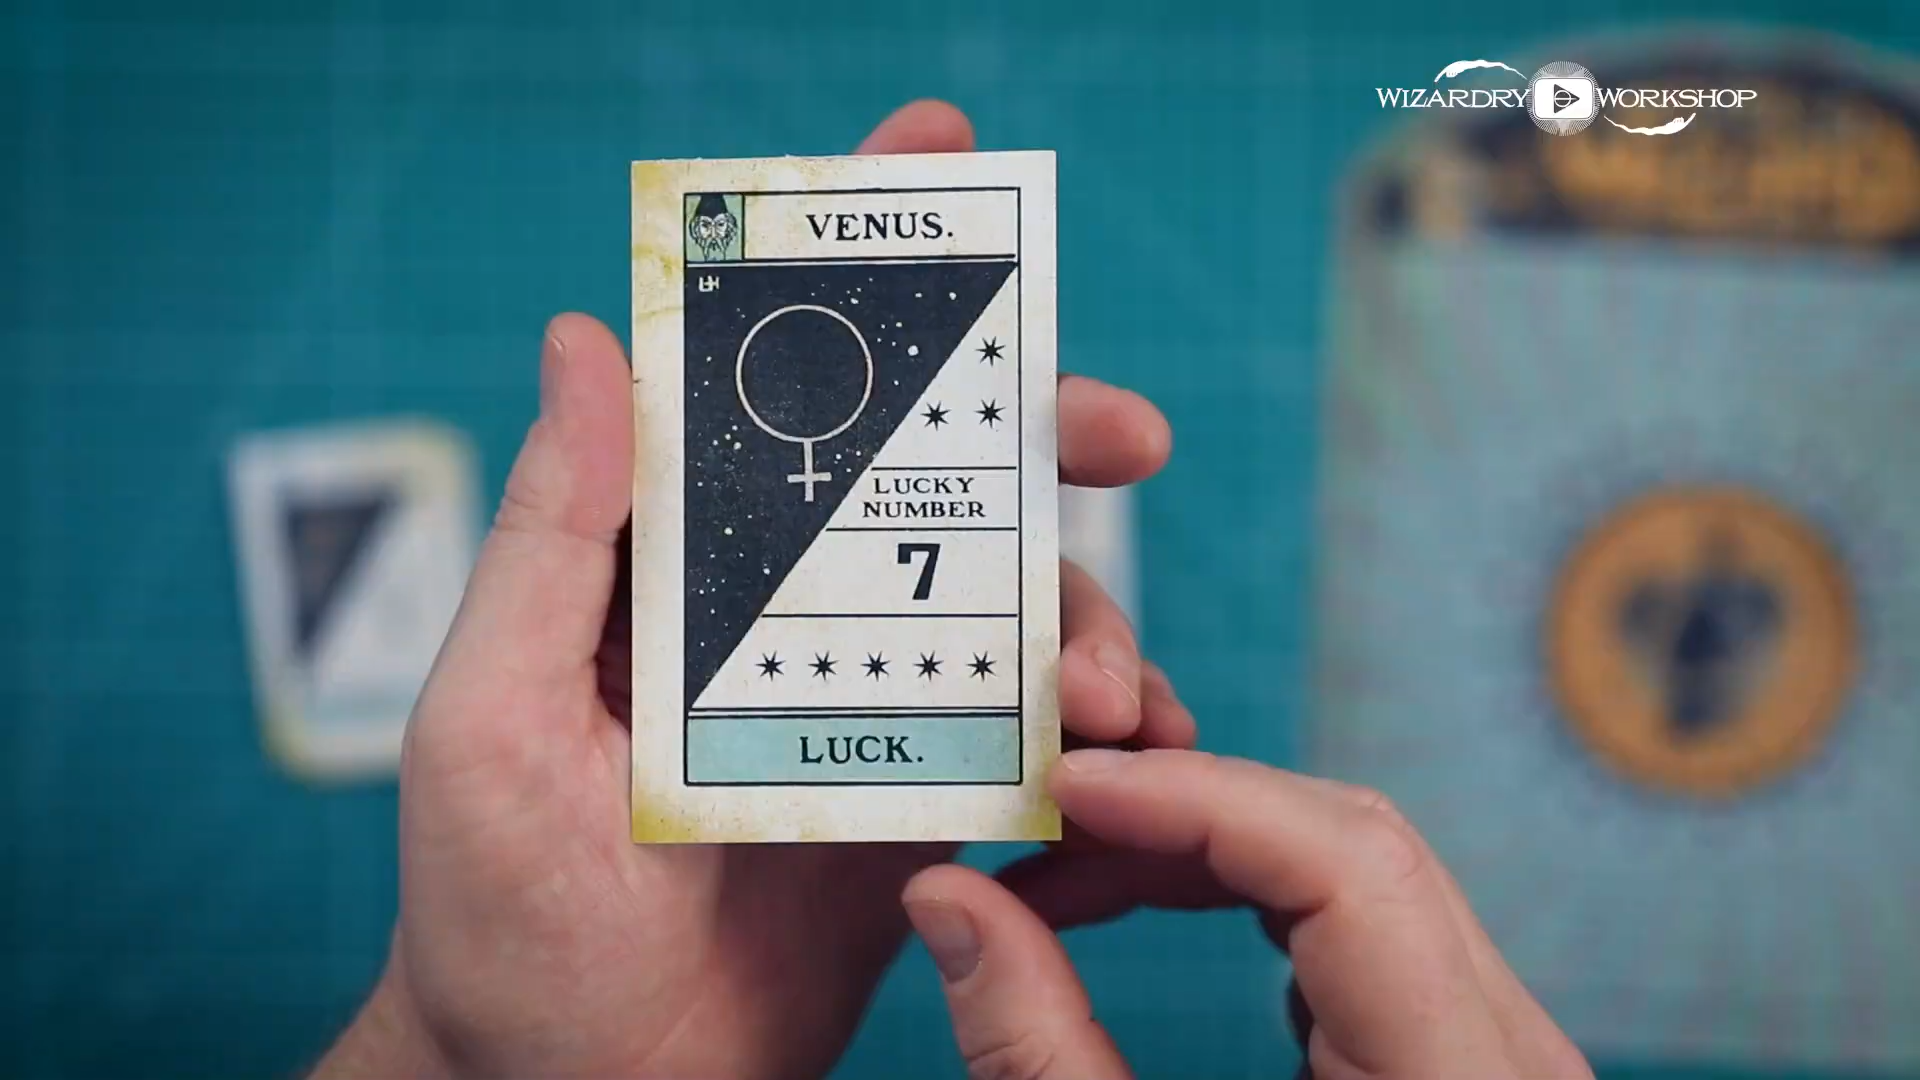 WIZARDRY WORKSHOP
VENUS.
LUCKY
NUMBER
7
LUCK.